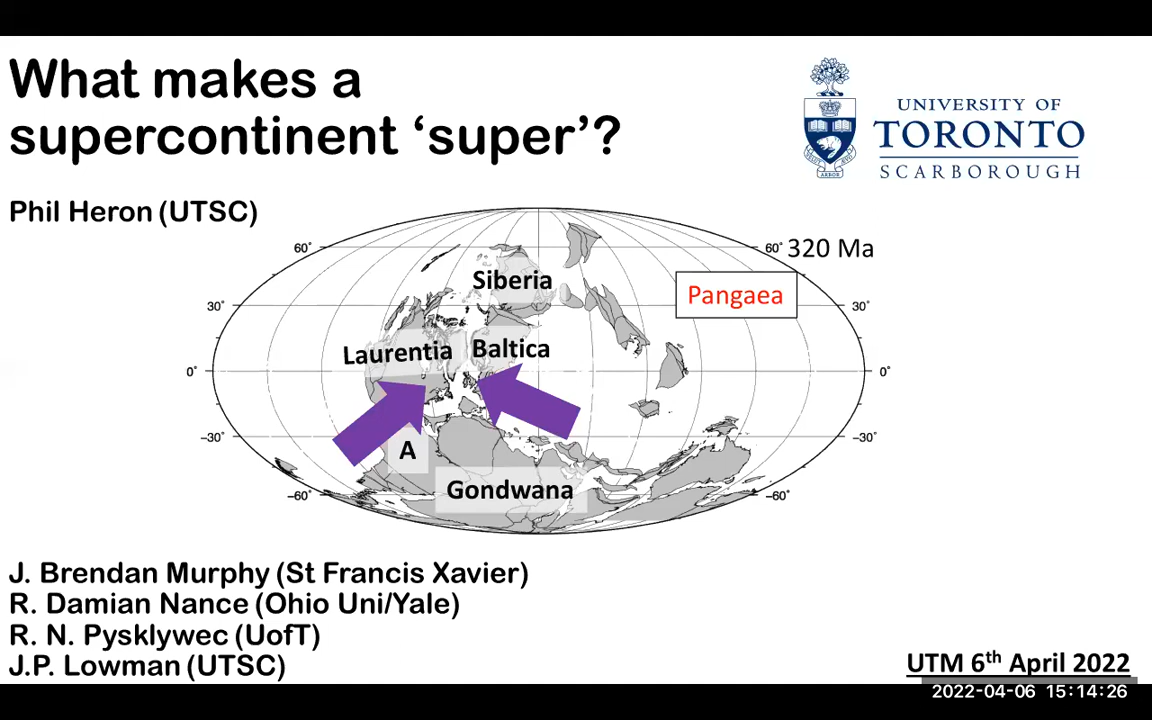 What makes a
supercontinent ‘super’?
UNIVERSITY OF
TORONTO
SCARBOROUGH
Phil Heron (UTSC)
60° 60° 320 Ma
Siberia
Pangaea
30° 30°
Laurentia Baltica
0° 0°
−30° −30°
A
Gondwana
−60° −60°
J. Brendan Murphy (St Francis Xavier)
R. Damian Nance (Ohio Uni/Yale)
R. N. Pysklywec (UofT)
J.P. Lowman (UTSC)
UTM 6th April 2022
2022-04-06 15:14:26